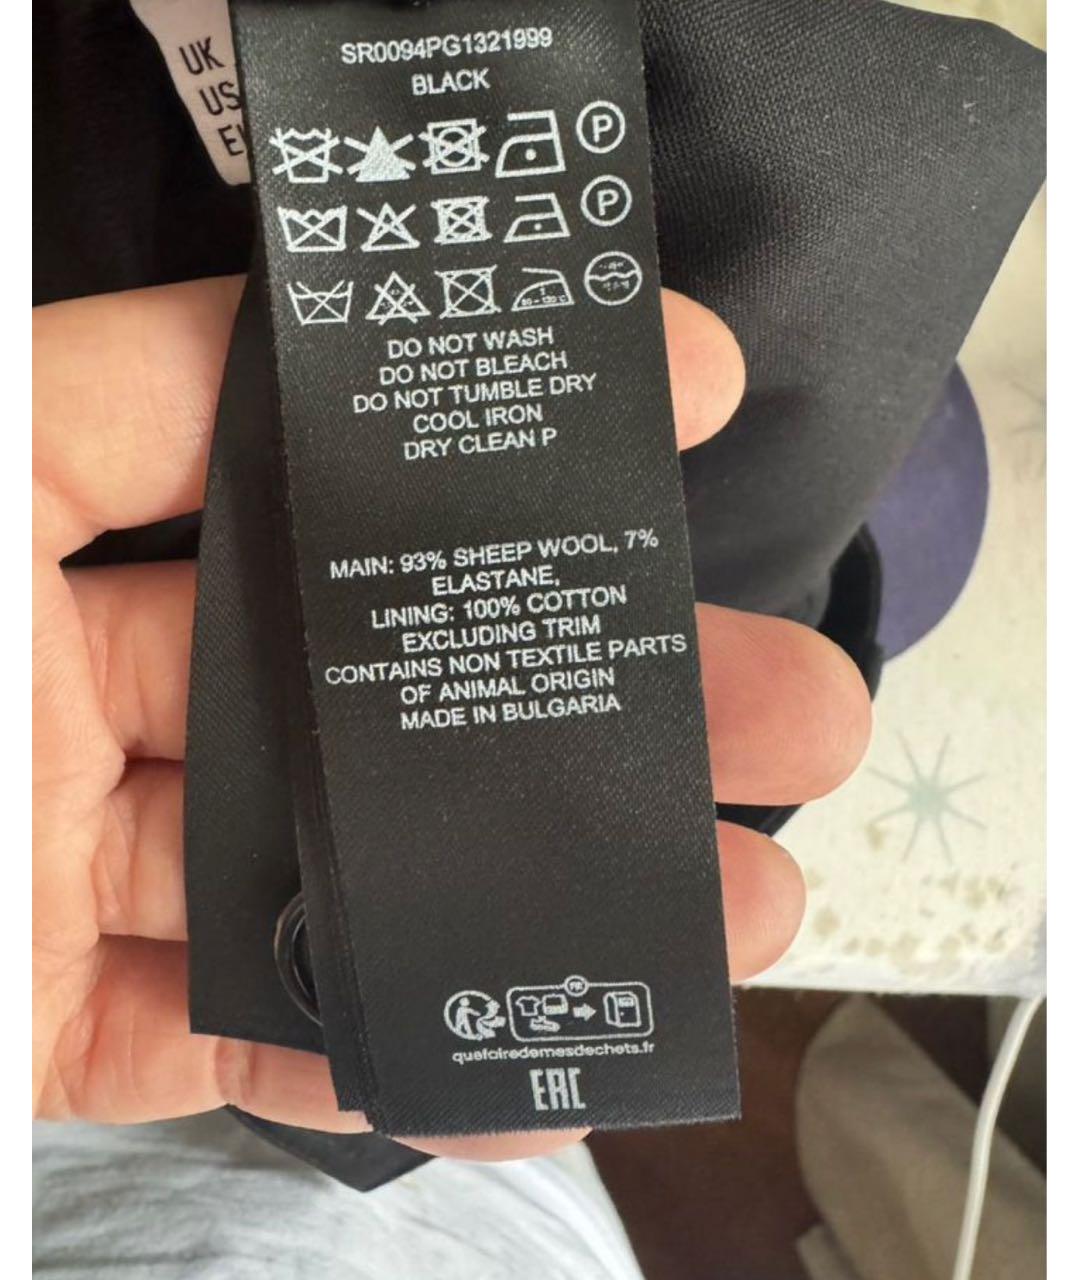 UK
US
SR0094PG1321999
BLACK
P
P
DO NOT WASH
DO NOT BLEACH
DO NOT TUMBLE DRY
COOL IRON
DRY CLEAN P
MAIN: 93% SHEEP WOOL, 7%
ELASTANE,
LINING: 100% COTTON
EXCLUDING TRIM
CONTAINS NON TEXTILE PARTS
OF ANIMAL ORIGIN
MADE IN BULGARIA
FR
quefairedemesdechets.fr
EAC